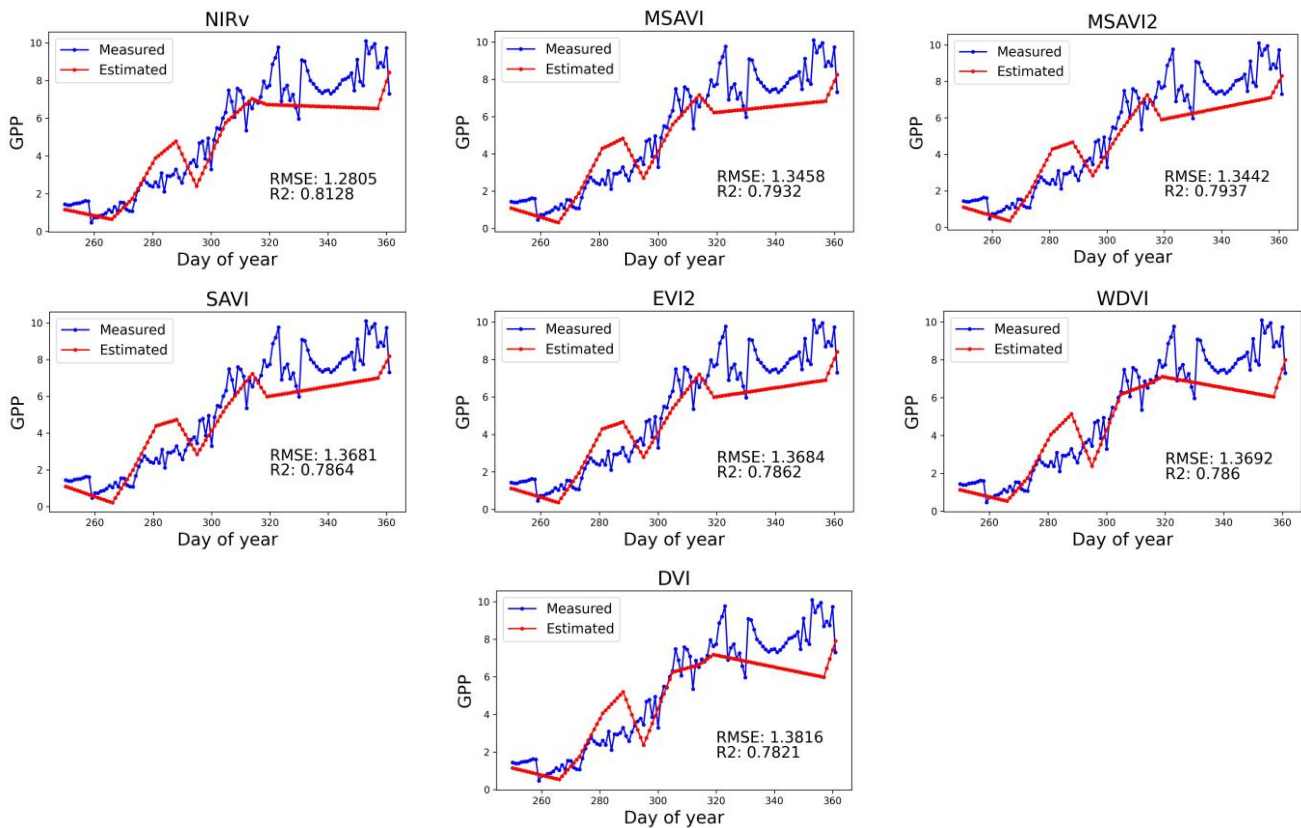 NIRv
Measured
Estimated
GPP
10
8
6
4
2
0
RMSE: 1.2805
R2: 0.8128
260 280 300 320 340 360
Day of year
MSAVI
Measured
Estimated
GPP
10
8
6
4
2
0
RMSE: 1.3458
R2: 0.7932
260 280 300 320 340 360
Day of year
MSAVI2
Measured
Estimated
GPP
10
8
6
4
2
0
RMSE: 1.3442
R2: 0.7937
260 280 300 320 340 360
Day of year
SAVI
Measured
Estimated
GPP
10
8
6
4
2
0
RMSE: 1.3681
R2: 0.7864
260 280 300 320 340 360
Day of year
EVI2
Measured
Estimated
GPP
10
8
6
4
2
0
RMSE: 1.3684
R2: 0.7862
260 280 300 320 340 360
Day of year
WDVI
Measured
Estimated
GPP
10
8
6
4
2
0
RMSE: 1.3692
R2: 0.786
260 280 300 320 340 360
Day of year
DVI
Measured
Estimated
GPP
10
8
6
4
2
0
RMSE: 1.3816
R2: 0.7821
260 280 300 320 340 360
Day of year